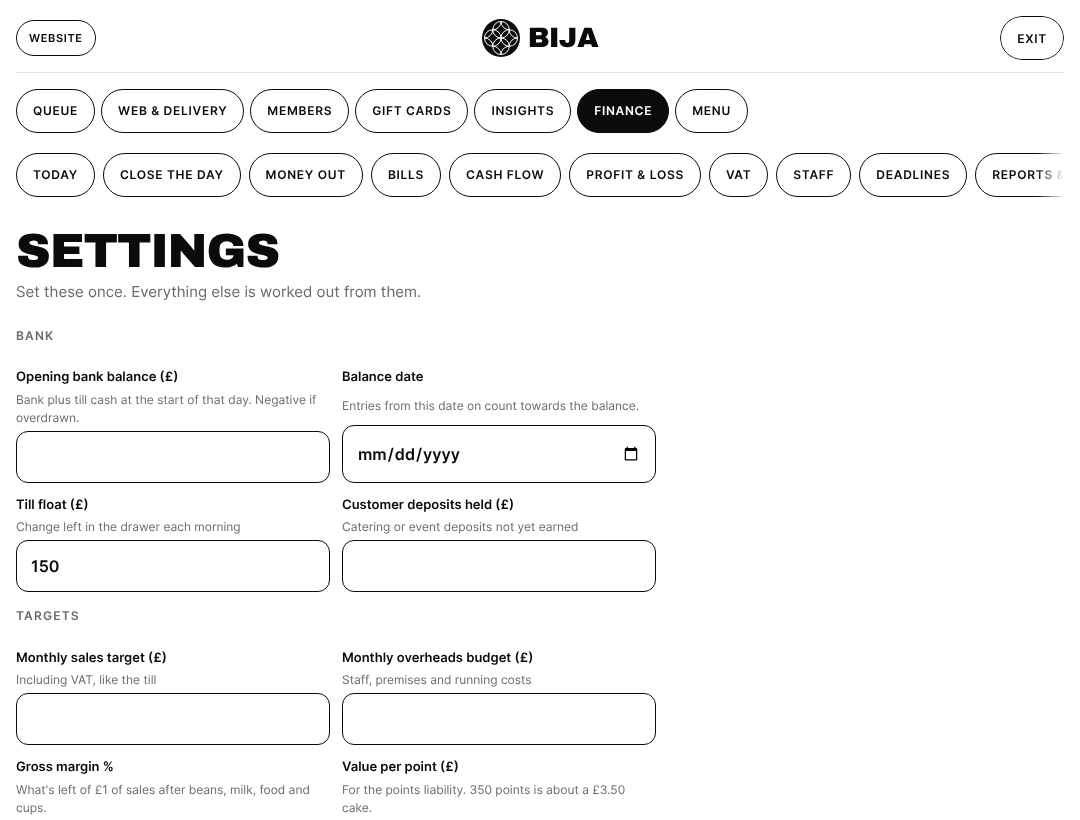 WEBSITE
BIJA
EXIT
QUEUE
WEB & DELIVERY
MEMBERS
GIFT CARDS
INSIGHTS
FINANCE
MENU
TODAY
CLOSE THE DAY
MONEY OUT
BILLS
CASH FLOW
PROFIT & LOSS
VAT
STAFF
DEADLINES
REPORTS &
SETTINGS
Set these once. Everything else is worked out from them.
BANK
Opening bank balance (£)
Bank plus till cash at the start of that day. Negative if
overdrawn.
Balance date
Entries from this date on count towards the balance.
mm/dd/yyyy
Till float (£)
Change left in the drawer each morning
150
Customer deposits held (£)
Catering or event deposits not yet earned
TARGETS
Monthly sales target (£)
Including VAT, like the till
Monthly overheads budget (£)
Staff, premises and running costs
Gross margin %
What's left of £1 of sales after beans, milk, food and
cups.
Value per point (£)
For the points liability. 350 points is about a £3.50
cake.